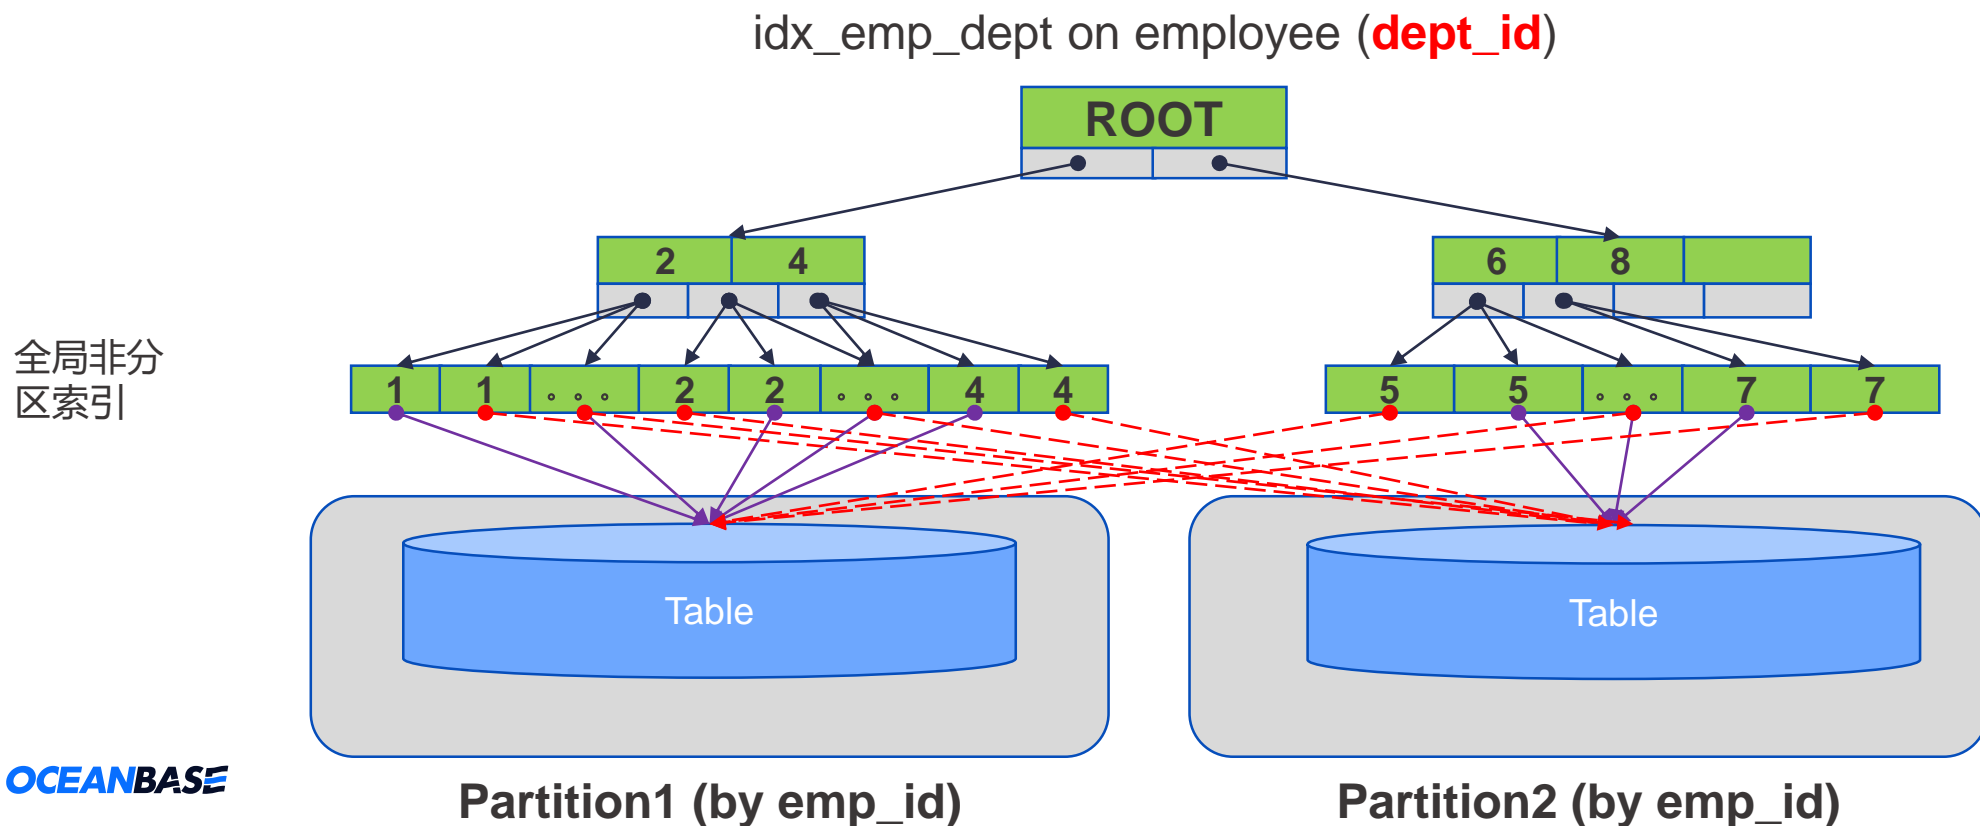 idx_emp_dept on employee (dept_id)
ROOT
2 4
6 8
全局非分
区索引
1 1 。。。 2 2 。。。 4 4
5 5 。。。 7 7
Table
Table
OCEANBASE
Partition1 (by emp_id)
Partition2 (by emp_id)